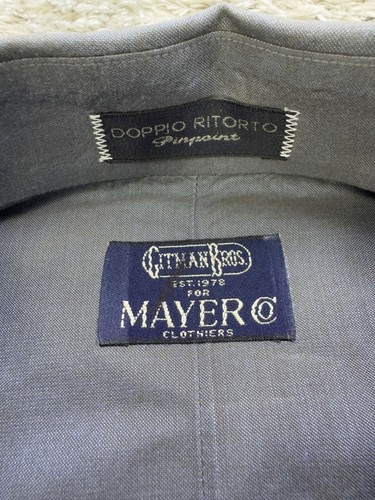 DOPPIO RITORTO
Pinpoint
GITMAN BROS.
EST. 1978
FOR
MAYER CO
CLOTHIERS